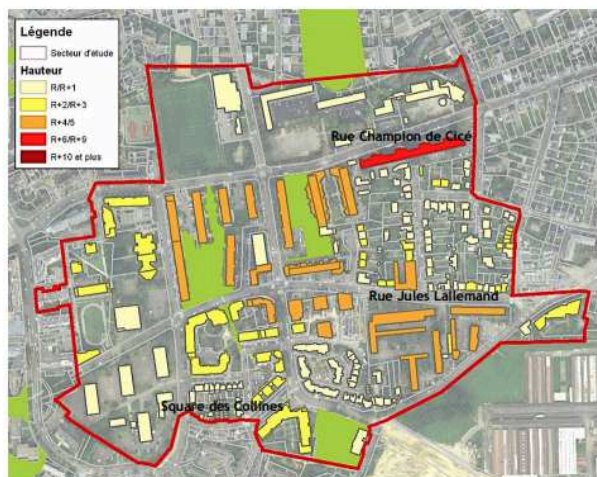 Légende
Secteur d'étude
Hauteur
R/R+1
R+2/R+3
R+4/5
R+6/R+9
R+10 et plus
Rue Champion de Cicé
Rue Jules Lallemand
Square des Collines